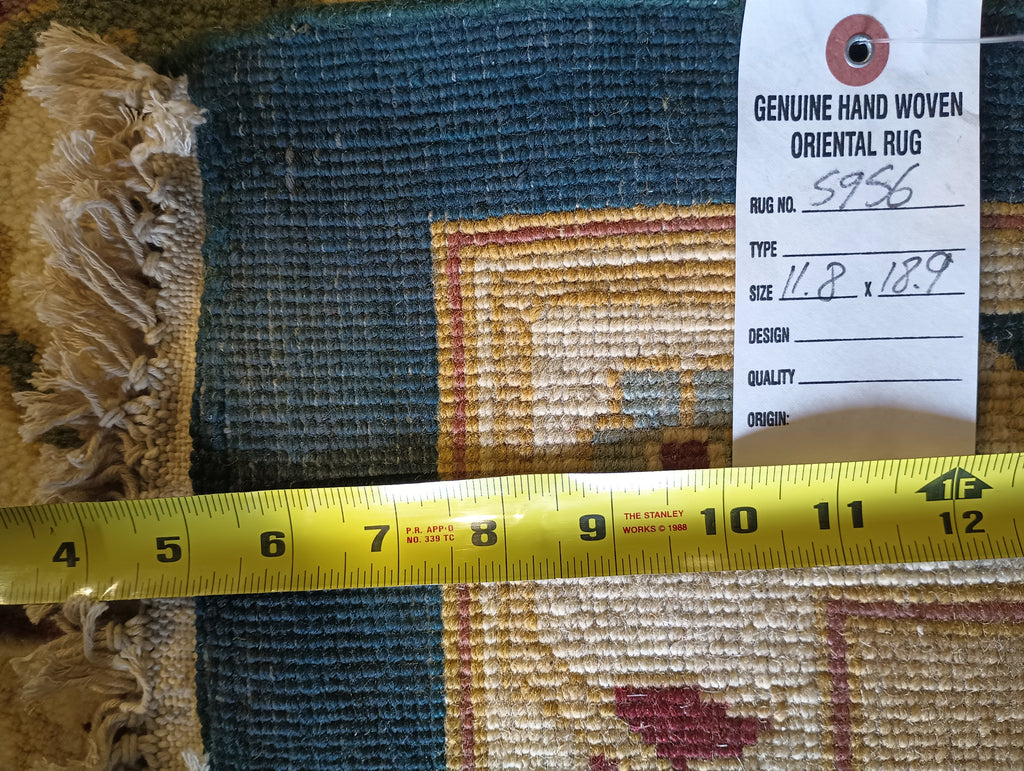 GENUINE HAND WOVEN
ORIENTAL RUG
RUG NO. 5956
TYPE
SIZE 11.8 X 18.9
DESIGN
QUALITY
ORIGIN:
1F
4 5 6 7 P.R. APP'D 8 9 THE STANLEY 10 11 12
NO. 339 TC WORKS © 1988